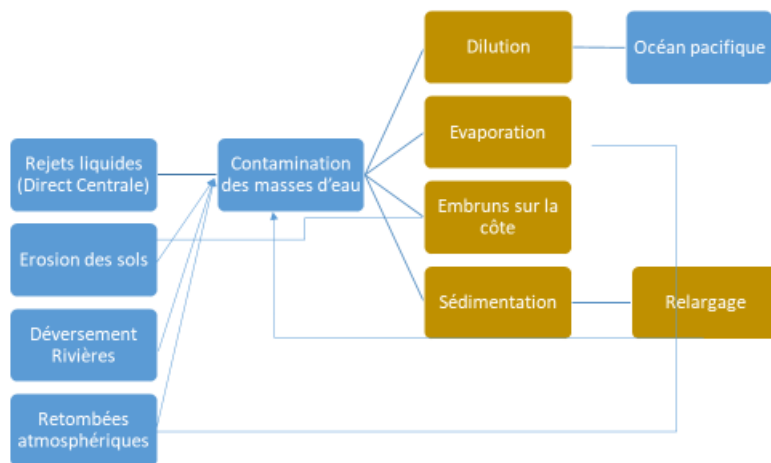 Dilution
Océan pacifique
Evaporation
Rejets liquides
(Direct Centrale)
Contamination
des masses d'eau
Embruns sur la
côte
Erosion des sols
Sédimentation
Relargage
Déversement
Rivières
Retombées
atmosphériques